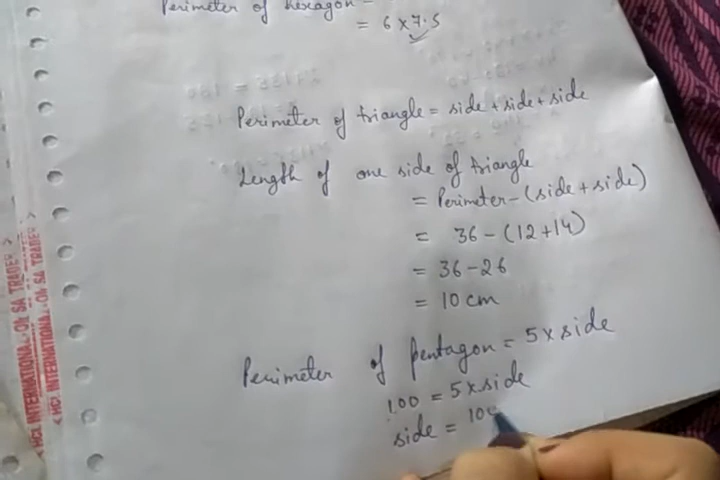 Perimeter of hexagon =
= 6 × 7.5
Perimeter of triangle = side + side + side
Length of one side of triangle
= Perimeter - (side + side)
= 36 - (12 + 14)
= 36 - 26
= 10 cm
Perimeter of pentagon = 5 × side
100 = 5 × side
side = 100